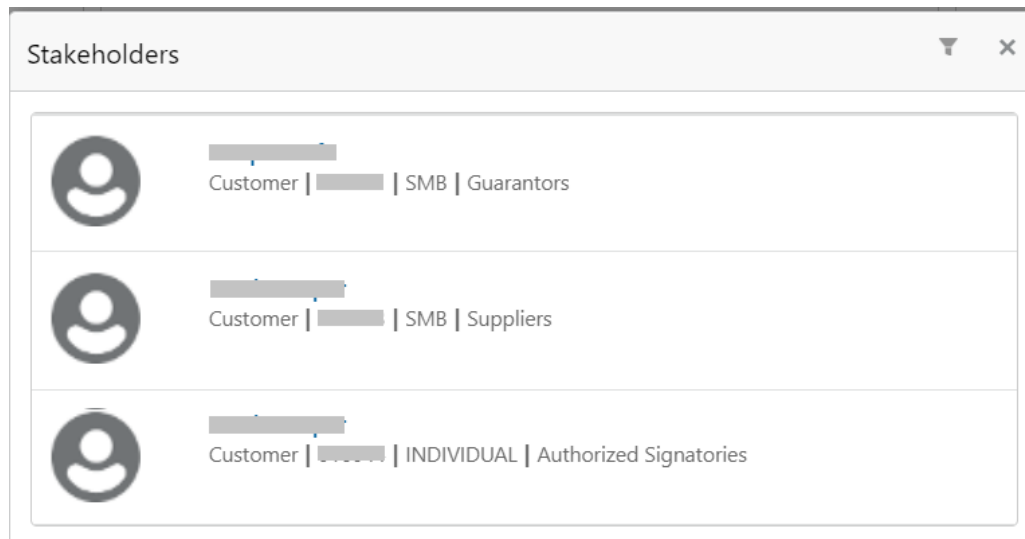 Stakeholders
Customer | | SMB | Guarantors
Customer | | SMB | Suppliers
Customer | | INDIVIDUAL | Authorized Signatories